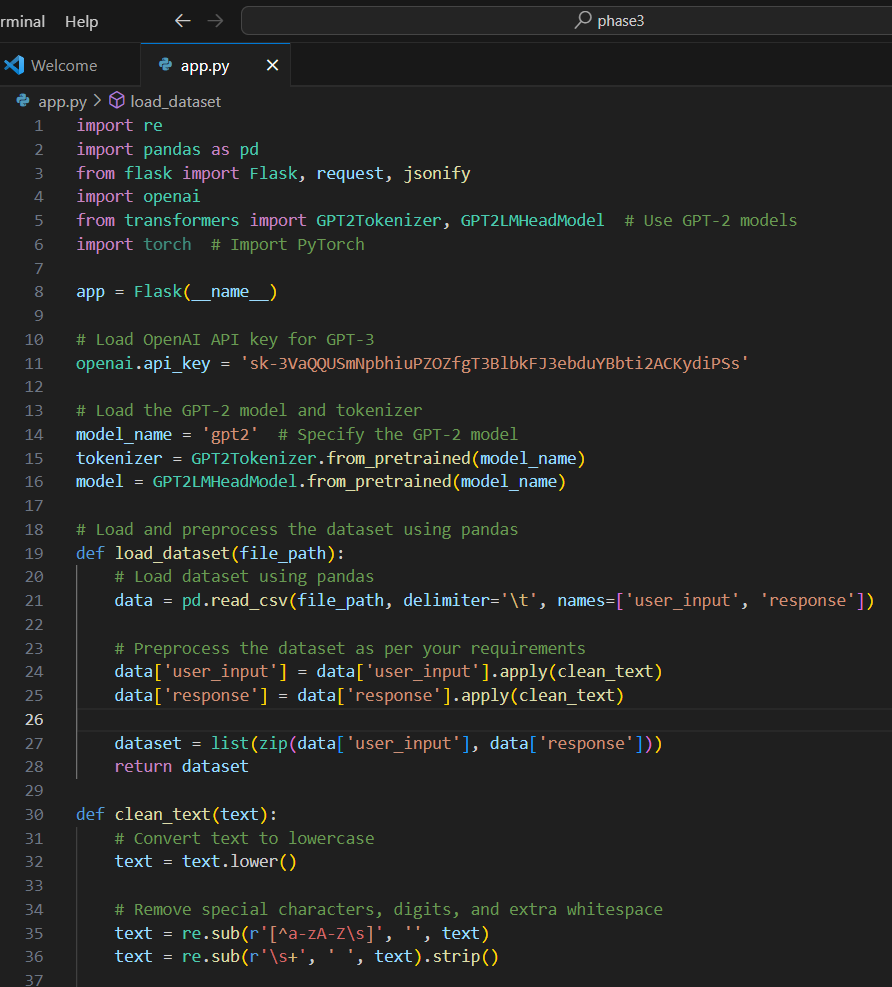 rminal Help ← → phase3
Welcome app.py ×
app.py > load_dataset
1 import re
2 import pandas as pd
3 from flask import Flask, request, jsonify
4 import openai
5 from transformers import GPT2Tokenizer, GPT2LMHeadModel  # Use GPT-2 models
6 import torch  # Import PyTorch
7
8 app = Flask(__name__)
9
10 # Load OpenAI API key for GPT-3
11 openai.api_key = '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'
12
13 # Load the GPT-2 model and tokenizer
14 model_name = 'gpt2'  # Specify the GPT-2 model
15 tokenizer = GPT2Tokenizer.from_pretrained(model_name)
16 model = GPT2LMHeadModel.from_pretrained(model_name)
17
18 # Load and preprocess the dataset using pandas
19 def load_dataset(file_path):
20     # Load dataset using pandas
21     data = pd.read_csv(file_path, delimiter='\t', names=['user_input', 'response'])
22
23     # Preprocess the dataset as per your requirements
24     data['user_input'] = data['user_input'].apply(clean_text)
25     data['response'] = data['response'].apply(clean_text)
26
27     dataset = list(zip(data['user_input'], data['response']))
28     return dataset
29
30 def clean_text(text):
31     # Convert text to lowercase
32     text = text.lower()
33
34     # Remove special characters, digits, and extra whitespace
35     text = re.sub(r'[^a-zA-Z\s]', '', text)
36     text = re.sub(r'\s+', ' ', text).strip()
37